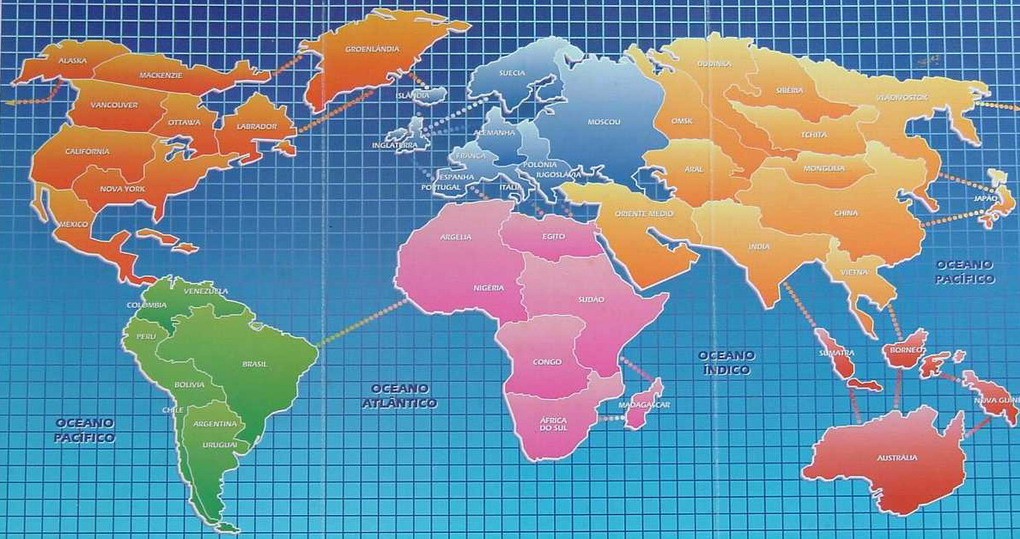 GROENLÂNDIA
ALASKA
MACKENZIE
VANCOUVER
OTTAWA
LABRADOR
CALIFÓRNIA
NOVA YORK
MÉXICO
ISLÂNDIA
SUÉCIA
INGLATERRA
ALEMANHA
MOSCOU
FRANÇA
POLÔNIA
IUGOSLÁVIA
ESPANHA
PORTUGAL
ITÁLIA
DUDINKA
SIBÉRIA
VLADIVOSTOK
OMSK
TCHITA
ARAL
MONGÓLIA
JAPÃO
CHINA
ORIENTE MÉDIO
ÍNDIA
VIETNÃ
OCEANO
PACÍFICO
ARGÉLIA
EGITO
NIGÉRIA
SUDÃO
CONGO
ÁFRICA
DO SUL
MADAGASCAR
VENEZUELA
COLÔMBIA
PERU
BRASIL
BOLÍVIA
CHILE
ARGENTINA
URUGUAI
OCEANO
ATLÂNTICO
OCEANO
PACÍFICO
OCEANO
ÍNDICO
SUMATRA
BORNÉO
NOVA GUIN
AUSTRÁLIA